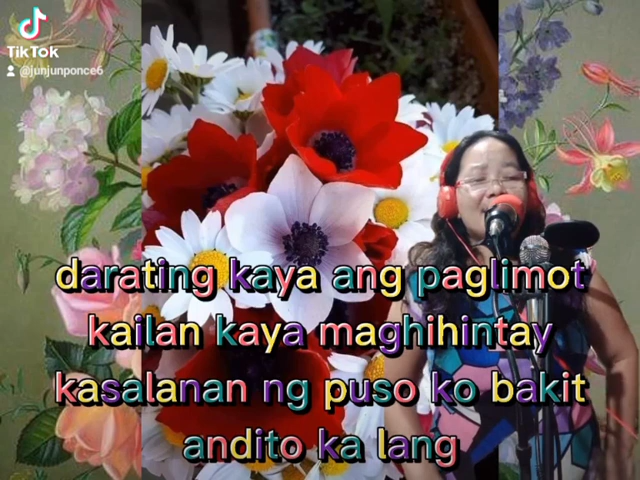 TikTok
@junjunponce6
darating kaya ang paglimot
kailan kaya maghihintay
kasalanan ng puso ko bakit
andito ka lang